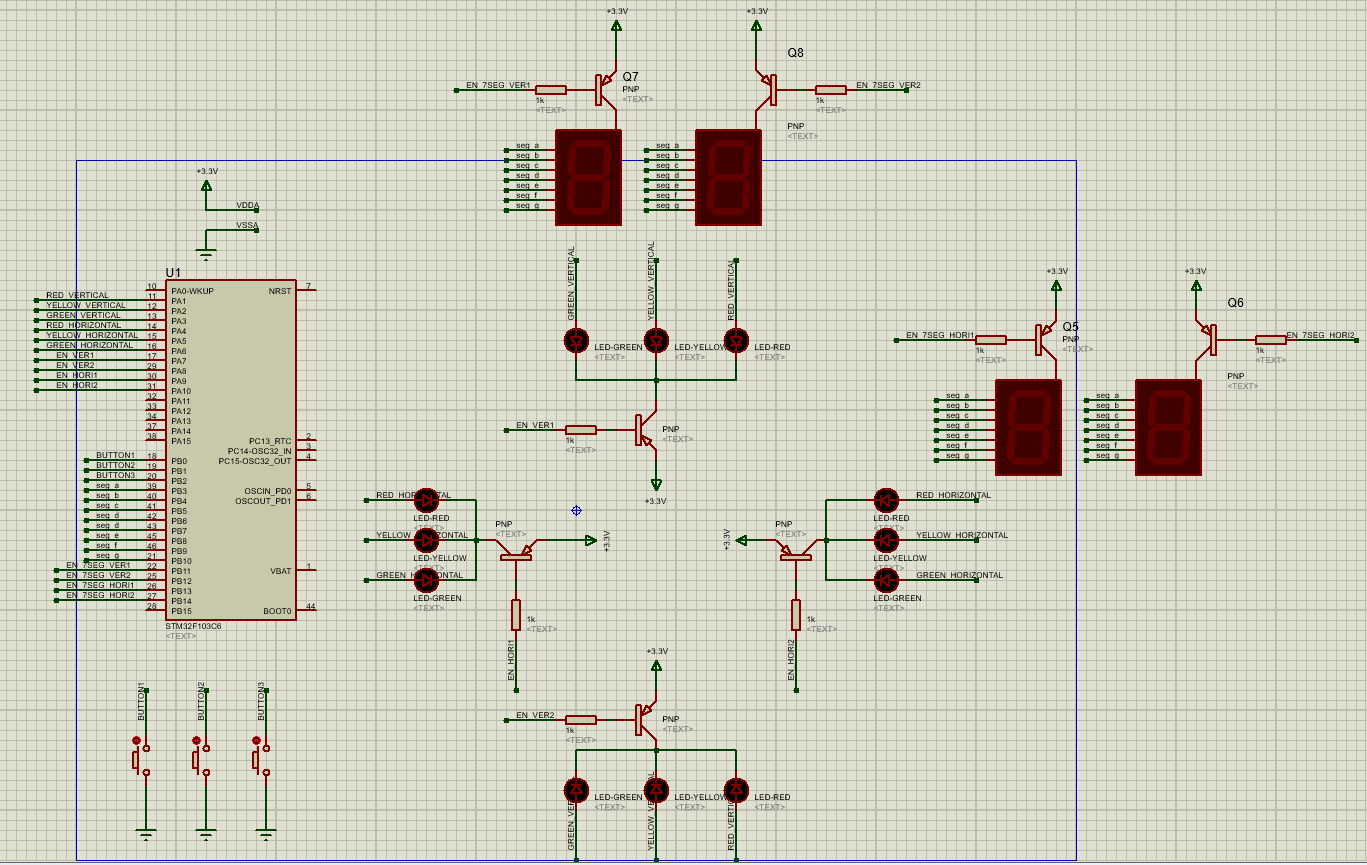 +3.3V +3.3V
Q8
Q7
EN_7SEG_VER1 PNP EN_7SEG_VER2
1k <TEXT> 1k
<TEXT> <TEXT>
PNP
<TEXT>
seg_a seg_a
seg_b seg_b
seg_c seg_c
seg_d seg_d
seg_e seg_e
seg_f seg_f
seg_g seg_g
+3.3V
VDDA
VSSA
GREEN_VERTICAL YELLOW_VERTICAL RED_VERTICAL
LED-GREEN LED-YELLOW LED-RED
<TEXT> <TEXT> <TEXT>
+3.3V +3.3V
Q6
Q5
EN_7SEG_HORI1 PNP EN_7SEG_HORI2
1k <TEXT> 1k
<TEXT> <TEXT>
PNP
<TEXT>
seg_a seg_a
seg_b seg_b
seg_c seg_c
seg_d seg_d
seg_e seg_e
seg_f seg_f
seg_g seg_g
U1
10 PA0-WKUP NRST 7
RED_VERTICAL 11 PA1
YELLOW_VERTICAL 12 PA2
GREEN_VERTICAL 13 PA3
RED_HORIZONTAL 14 PA4
YELLOW_HORIZONTAL 15 PA5
GREEN_HORIZONTAL 16 PA6
EN_VER1 17 PA7
EN_VER2 29 PA8
EN_HORI1 30 PA9
EN_HORI2 31 PA10
32 PA11
33 PA12
34 PA13
37 PA14
38 PA15
PC13_RTC 2
PC14-OSC32_IN 3
PC15-OSC32_OUT 4
BUTTON1 18 PB0
BUTTON2 19 PB1
BUTTON3 20 PB2
seg_a 39 PB3
seg_b 40 PB4
seg_c 41 PB5
seg_d 42 PB6
seg_d 43 PB7
seg_e 45 PB8
seg_f 46 PB9
seg_g 21 PB10
EN_7SEG_VER1 22 PB11
EN_7SEG_VER2 25 PB12
EN_7SEG_HORI1 26 PB13
EN_7SEG_HORI2 27 PB14
28 PB15
OSCIN_PD0 5
OSCOUT_PD1 6
VBAT 1
BOOT0 44
STM32F103C6
<TEXT>
EN_VER1 PNP
1k <TEXT>
<TEXT>
+3.3V
RED_HORIZONTAL
LED-RED
<TEXT>
YELLOW_HORIZONTAL
LED-YELLOW
<TEXT>
GREEN_HORIZONTAL
LED-GREEN
<TEXT>
PNP
<TEXT>
+3.3V
1k
<TEXT>
EN_HORI1
+3.3V
PNP
<TEXT>
1k
<TEXT>
EN_HORI2
RED_HORIZONTAL
LED-RED
<TEXT>
YELLOW_HORIZONTAL
LED-YELLOW
<TEXT>
GREEN_HORIZONTAL
LED-GREEN
<TEXT>
+3.3V
EN_VER2 PNP
1k <TEXT>
<TEXT>
LED-GREEN LED-YELLOW LED-RED
<TEXT> <TEXT> <TEXT>
GREEN_VERTICAL YELLOW_VERTICAL RED_VERTICAL
BUTTON1 BUTTON2 BUTTON3